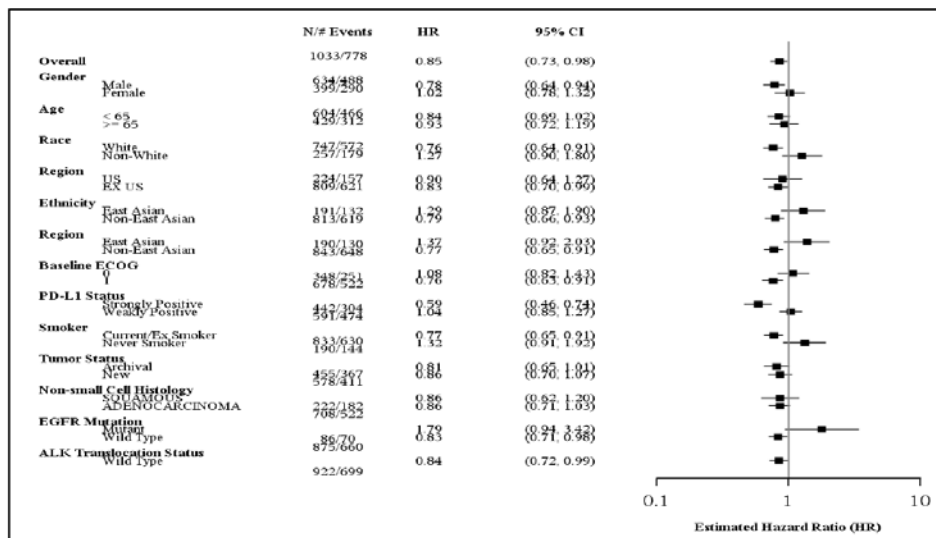 N/# Events HR 95% CI
Overall 1033/778 0.85 (0.73, 0.98)
Gender
Male 634/488 0.78 (0.64, 0.94)
Female 399/290 1.02 (0.78, 1.32)
Age
< 65 604/466 0.84 (0.69, 1.02)
>= 65 429/312 0.93 (0.72, 1.19)
Race
White 747/572 0.76 (0.64, 0.91)
Non-White 257/179 1.27 (0.90, 1.80)
Region
US 224/157 0.90 (0.64, 1.27)
EX US 809/621 0.83 (0.70, 0.99)
Ethnicity
East Asian 191/132 1.29 (0.87, 1.90)
Non-East Asian 813/619 0.79 (0.66, 0.93)
Region
East Asian 190/130 1.37 (0.92, 2.03)
Non-East Asian 843/648 0.77 (0.65, 0.91)
Baseline ECOG
0 348/251 1.08 (0.82, 1.43)
1 678/522 0.76 (0.63, 0.91)
PD-L1 Status
Strongly Positive 442/304 0.59 (0.46, 0.74)
Weakly Positive 591/474 1.04 (0.85, 1.27)
Smoker
Current/Ex Smoker 833/630 0.77 (0.65, 0.91)
Never Smoker 190/144 1.32 (0.91, 1.92)
Tumor Status
Archival 455/367 0.81 (0.65, 1.01)
New 578/411 0.86 (0.70, 1.07)
Non-small Cell Histology
SQUAMOUS 222/182 0.86 (0.62, 1.20)
ADENOCARCINOMA 708/522 0.86 (0.71, 1.03)
EGFR Mutation
Mutant 86/70 1.79 (0.94, 3.42)
Wild Type 875/660 0.83 (0.71, 0.98)
ALK Translocation Status
Wild Type 922/699 0.84 (0.72, 0.99)
0.1 1 10
Estimated Hazard Ratio (HR)